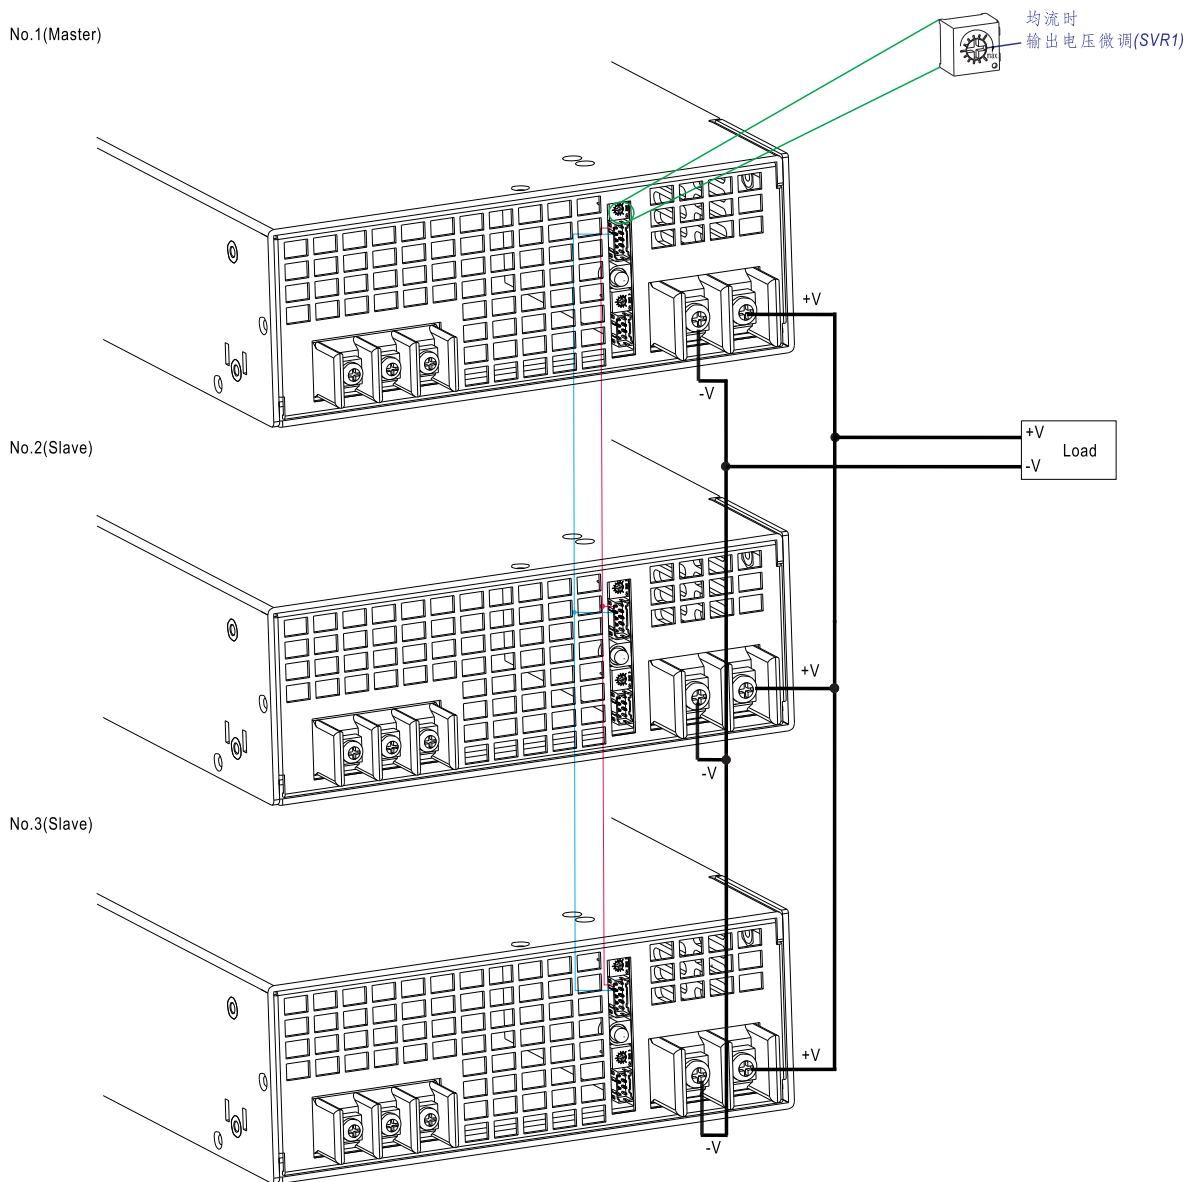 No.1(Master)
均流时
输出电压微调(SVR1)
max.
+V
-V
No.2(Slave)
+V
-V
Load
+V
-V
No.3(Slave)
+V
-V